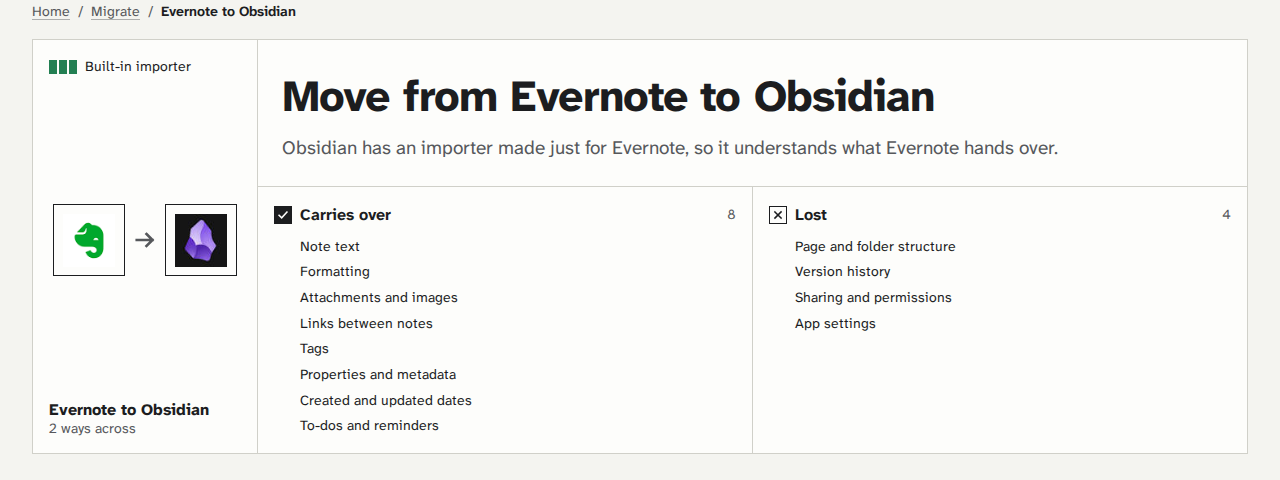 Home / Migrate / Evernote to Obsidian
Built-in importer
Evernote to Obsidian
2 ways across
Move from Evernote to Obsidian
Obsidian has an importer made just for Evernote, so it understands what Evernote hands over.
Carries over 8
Note text
Formatting
Attachments and images
Links between notes
Tags
Properties and metadata
Created and updated dates
To-dos and reminders
Lost 4
Page and folder structure
Version history
Sharing and permissions
App settings